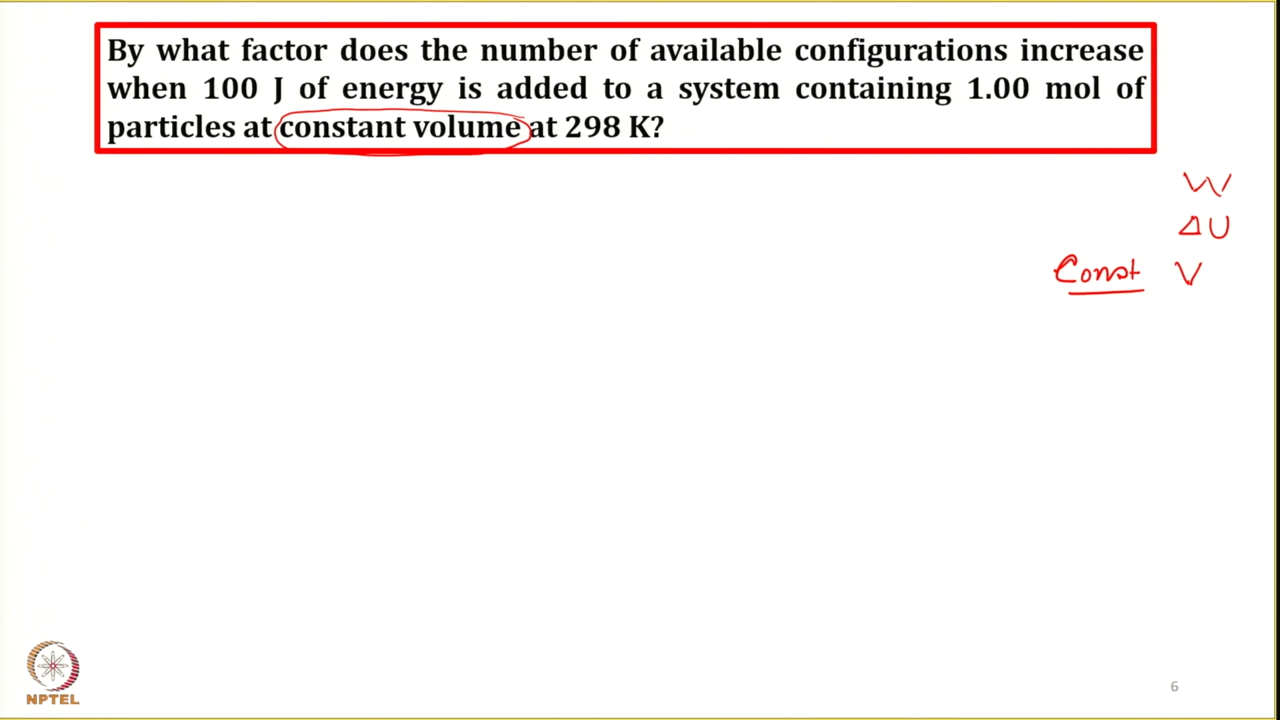 By what factor does the number of available configurations increase
when 100 J of energy is added to a system containing 1.00 mol of
particles at constant volume at 298 K?
W
ΔU
Const V
NPTEL
6